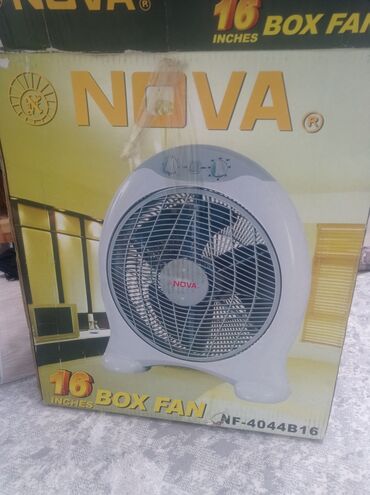 NOVA ®
16 INCHES BOX FAN
NOVA ®
NOVA
16 INCHES BOX FAN
NF-4044B16